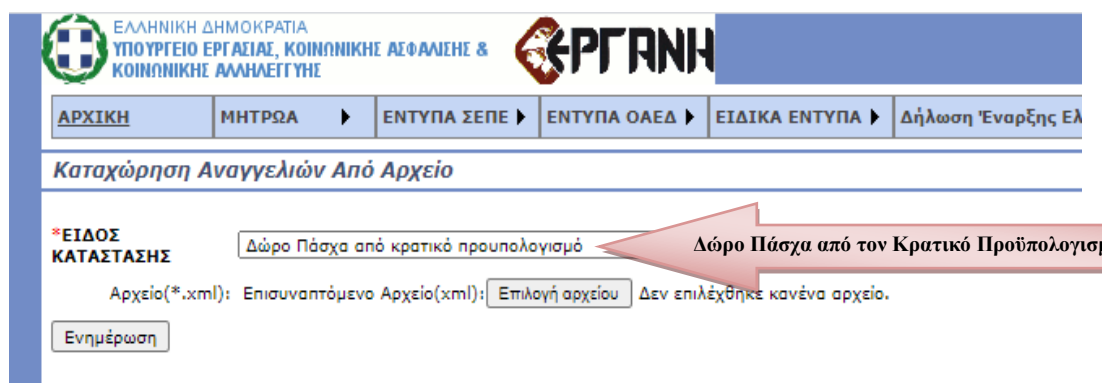 ΕΛΛΗΝΙΚΗ ΔΗΜΟΚΡΑΤΙΑ
ΥΠΟΥΡΓΕΙΟ ΕΡΓΑΣΙΑΣ, ΚΟΙΝΩΝΙΚΗΣ ΑΣΦΑΛΙΣΗΣ &
ΚΟΙΝΩΝΙΚΗΣ ΑΛΛΗΛΕΓΓΥΗΣ
ΕΡΓΑΝΗ
ΑΡΧΙΚΗ ΜΗΤΡΩΑ ΕΝΤΥΠΑ ΣΕΠΕ ΕΝΤΥΠΑ ΟΑΕΔ ΕΙΔΙΚΑ ΕΝΤΥΠΑ Δήλωση Έναρξης Ελ
Καταχώρηση Αναγγελιών Από Αρχείο
*ΕΙΔΟΣ
ΚΑΤΑΣΤΑΣΗΣ
Δώρο Πάσχα από κρατικό προυπολογισμό
Δώρο Πάσχα από τον Κρατικό Προϋπολογισμ
Αρχείο(*.xml): Επισυναπτόμενο Αρχείο(xml): Επιλογή αρχείου Δεν επιλέχθηκε κανένα αρχείο.
Ενημέρωση